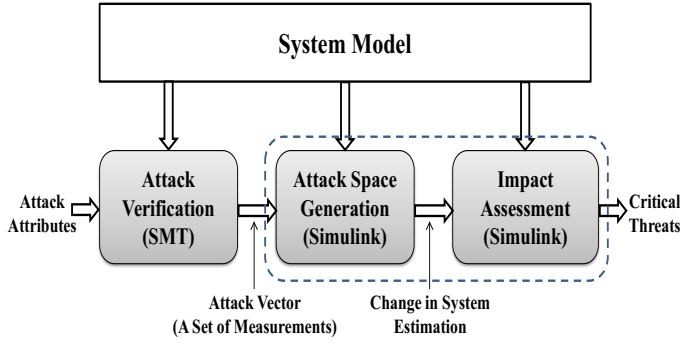 System Model
Attack
Attributes
Attack
Verification
(SMT)
Attack Space
Generation
(Simulink)
Impact
Assessment
(Simulink)
Critical
Threats
Attack Vector
(A Set of Measurements)
Change in System
Estimation